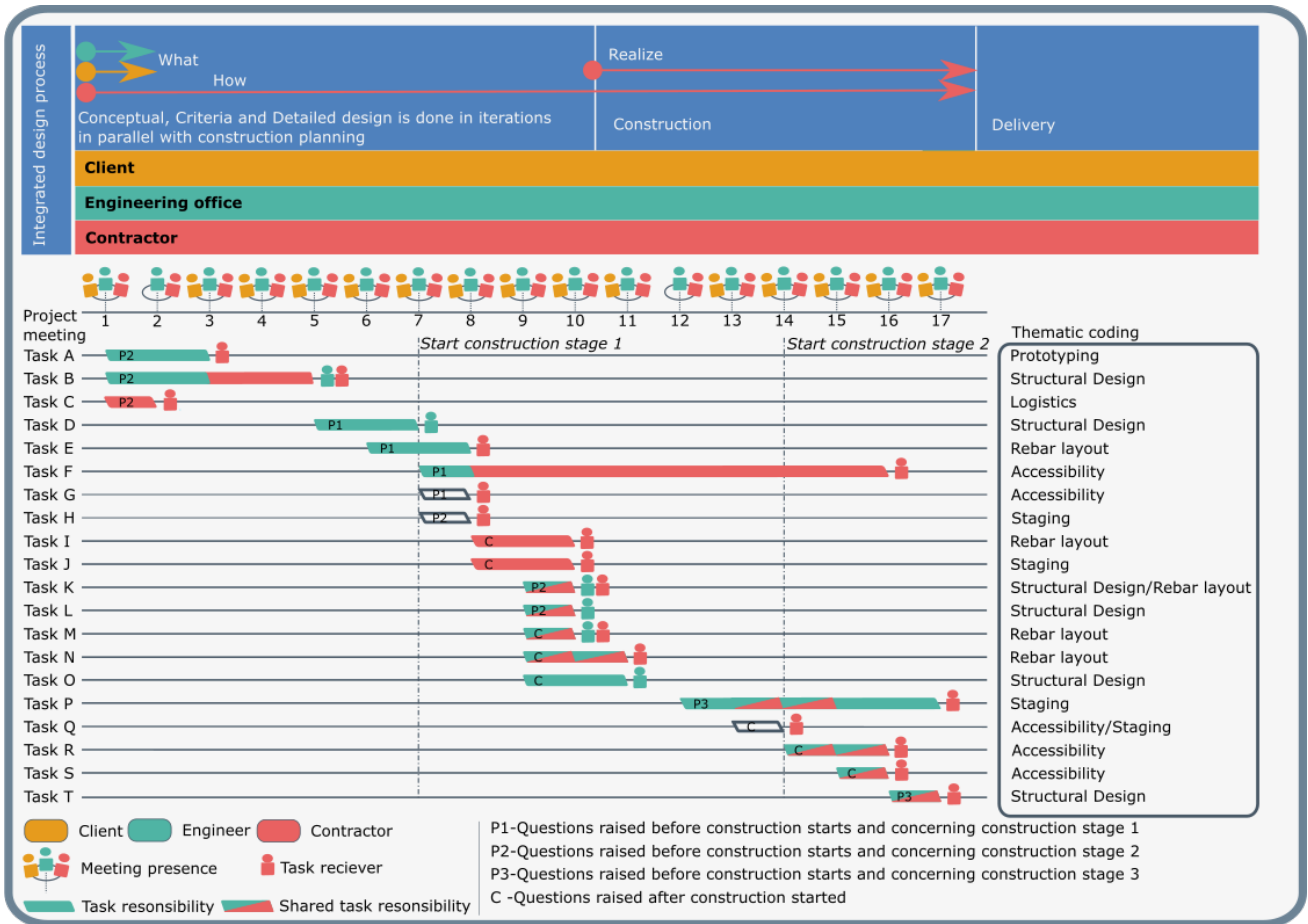 Integrated design process
What
How
Realize
Conceptual, Criteria and Detailed design is done in iterations
in parallel with construction planning
Construction
Delivery
Client
Engineering office
Contractor
Project
meeting
1 2 3 4 5 6 7 8 9 10 11 12 13 14 15 16 17
Thematic coding
Start construction stage 1
Start construction stage 2
Task A P2 Prototyping
Task B P2 Structural Design
Task C P2 Logistics
Task D P1 Structural Design
Task E P1 Rebar layout
Task F P1 Accessibility
Task G P1 Accessibility
Task H P2 Staging
Task I C Rebar layout
Task J C Staging
Task K P2 Structural Design/Rebar layout
Task L P2 Structural Design
Task M C Rebar layout
Task N C Rebar layout
Task O C Structural Design
Task P P3 Staging
Task Q C Accessibility/Staging
Task R C Accessibility
Task S C Accessibility
Task T P3 Structural Design
Client Engineer Contractor
Meeting presence Task reciever
Task resonsibility Shared task resonsibility
P1-Questions raised before construction starts and concerning construction stage 1
P2-Questions raised before construction starts and concerning construction stage 2
P3-Questions raised before construction starts and concerning construction stage 3
C -Questions raised after construction started